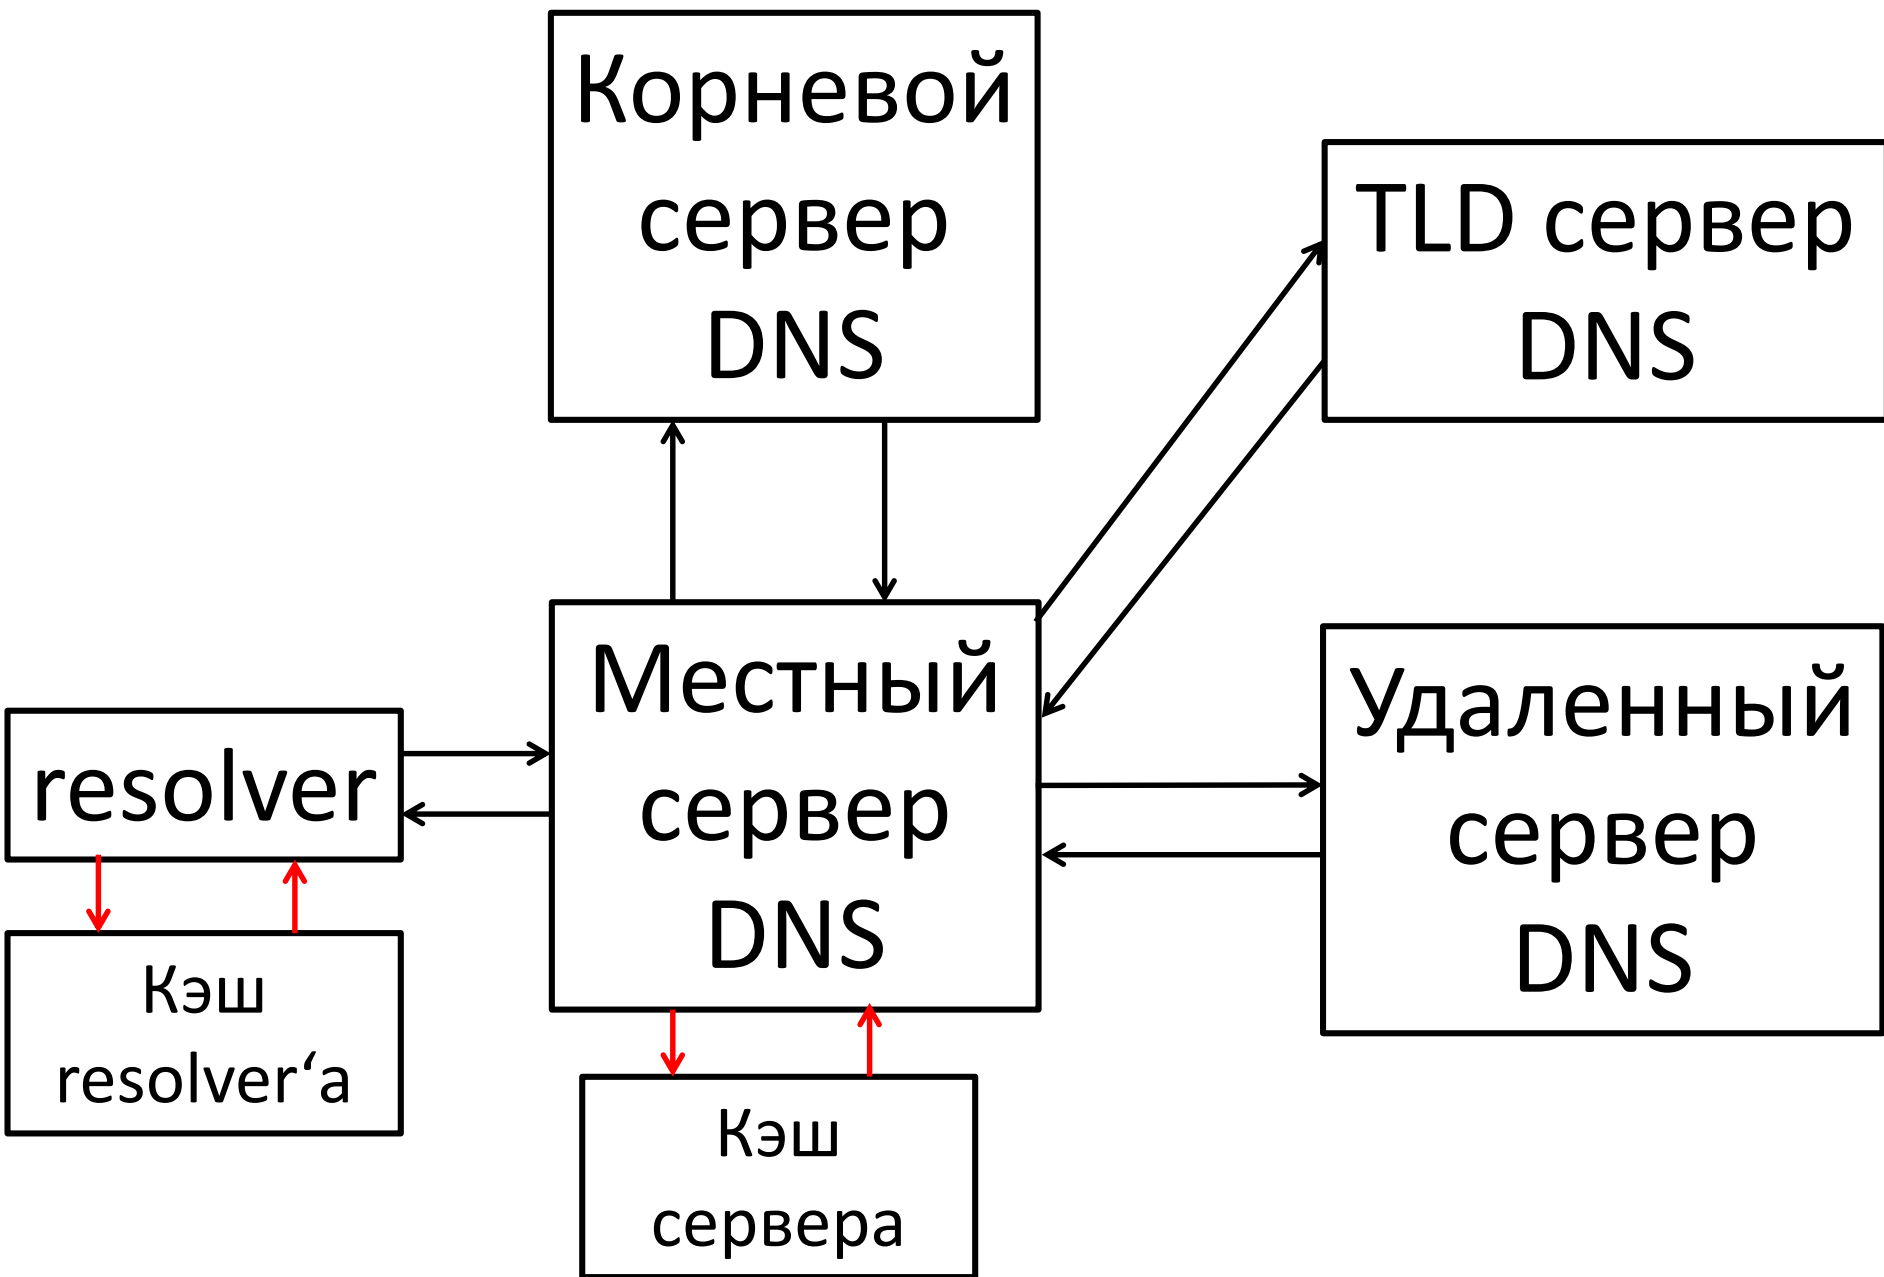 Корневой
сервер
DNS
TLD сервер
DNS
Местный
сервер
DNS
Удаленный
сервер
DNS
resolver
Кэш
resolver‘а
Кэш
сервера